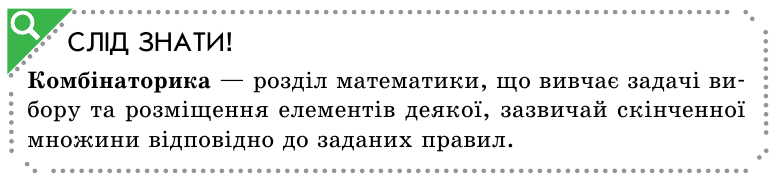 СЛІД ЗНАТИ!
Комбінаторика — розділ математики, що вивчає задачі ви-
бору та розміщення елементів деякої, зазвичай скінченної
множини відповідно до заданих правил.